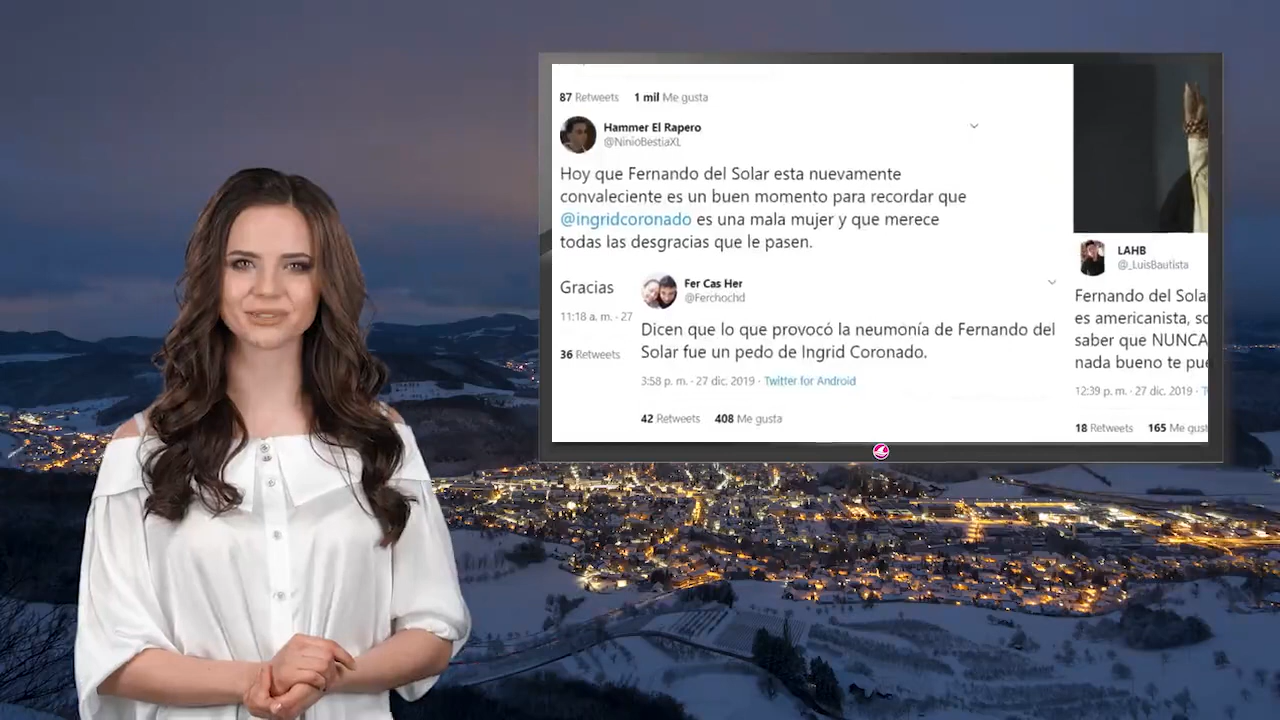 87 Retweets 1 mil Me gusta
Hammer El Rapero
@NinioBestiaXL
Hoy que Fernando del Solar esta nuevamente
convaleciente es un buen momento para recordar que
@ingridcoronado es una mala mujer y que merece
todas las desgracias que le pasen.
Gracias
11:18 a. m. · 27
36 Retweets
Fer Cas Her
@Ferchochd
Dicen que lo que provocó la neumonía de Fernando del
Solar fue un pedo de Ingrid Coronado.
3:58 p. m. · 27 dic. 2019 · Twitter for Android
42 Retweets 408 Me gusta
LAHB
@_LuisBautista
Fernando del Sola
es americanista, so
saber que NUNCA
nada bueno te pue
12:39 p. m. · 27 dic. 2019 · T
18 Retweets 165 Me gust